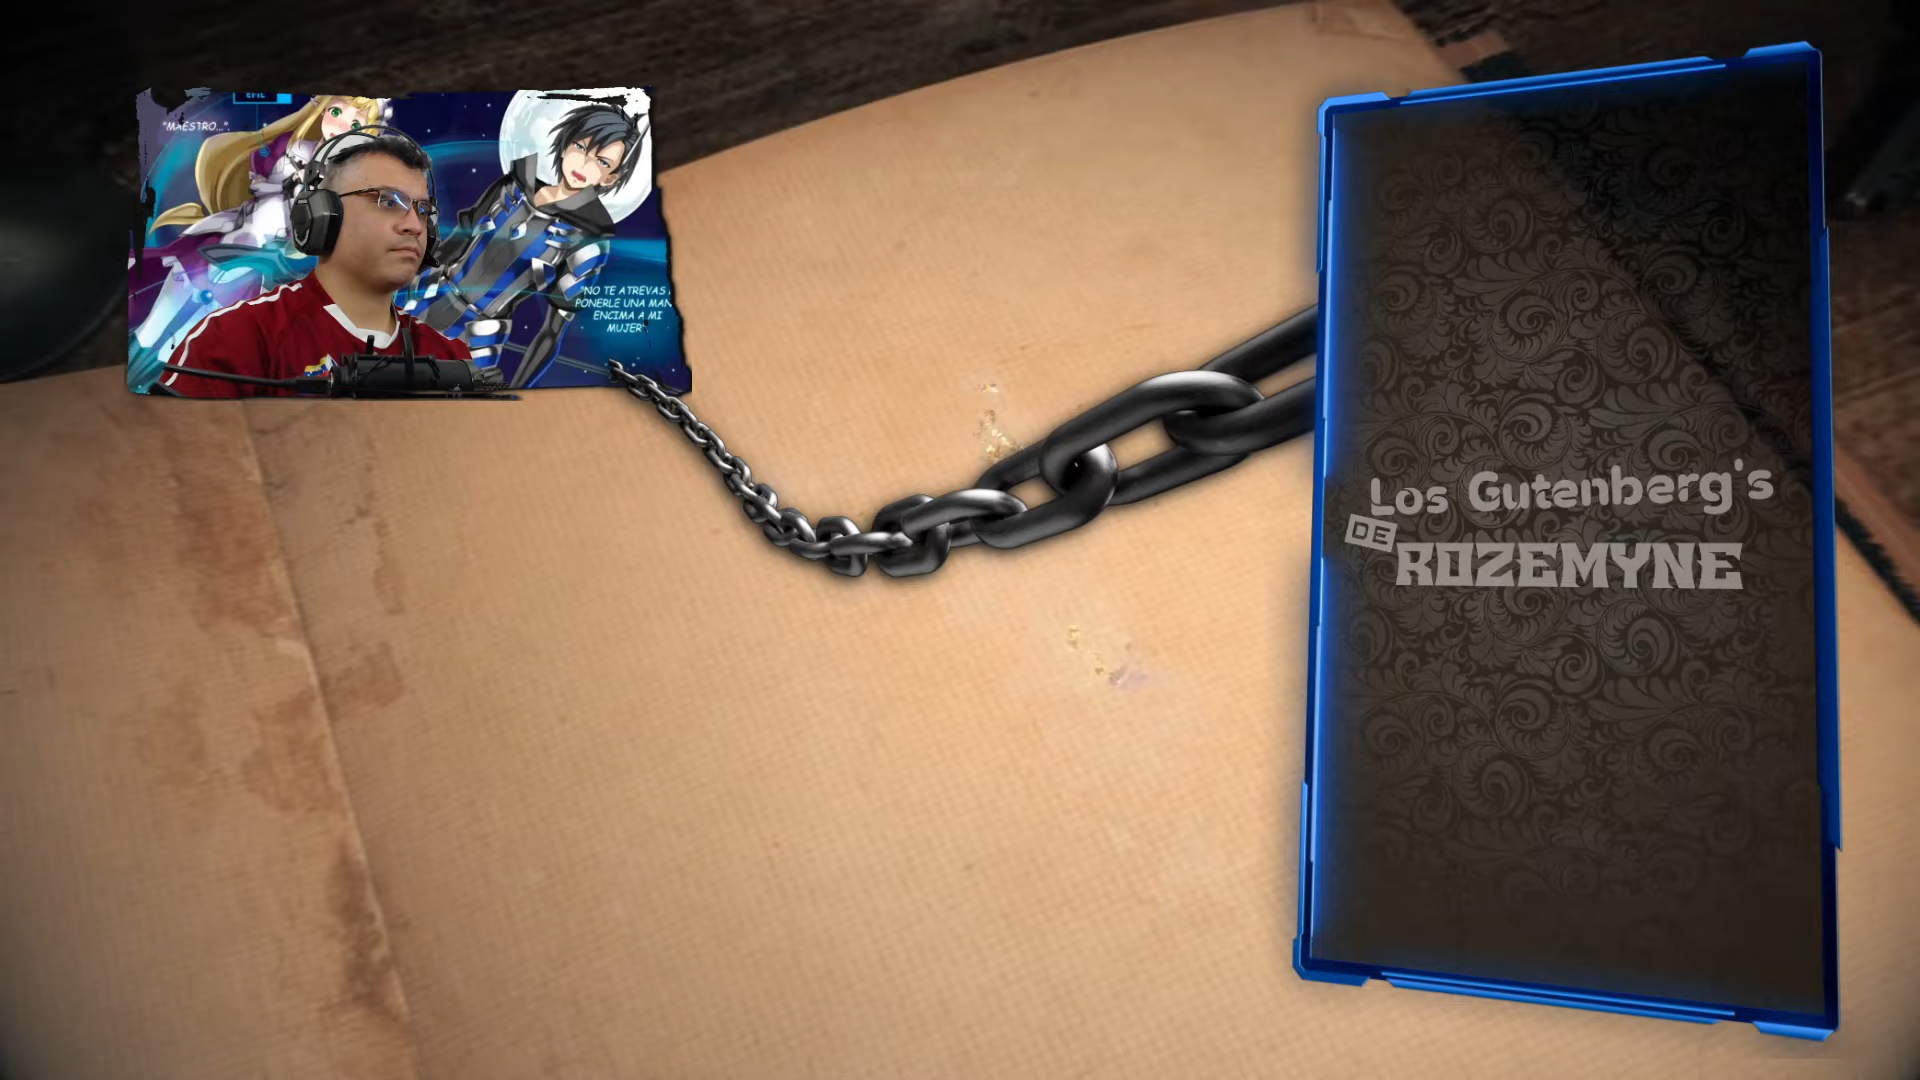 "MAESTRO..."
"NO TE ATREVAS A
PONERLE UNA MAN
ENCIMA A MI
MUJER"
Los Gutenberg's
DE
ROZEMYNE